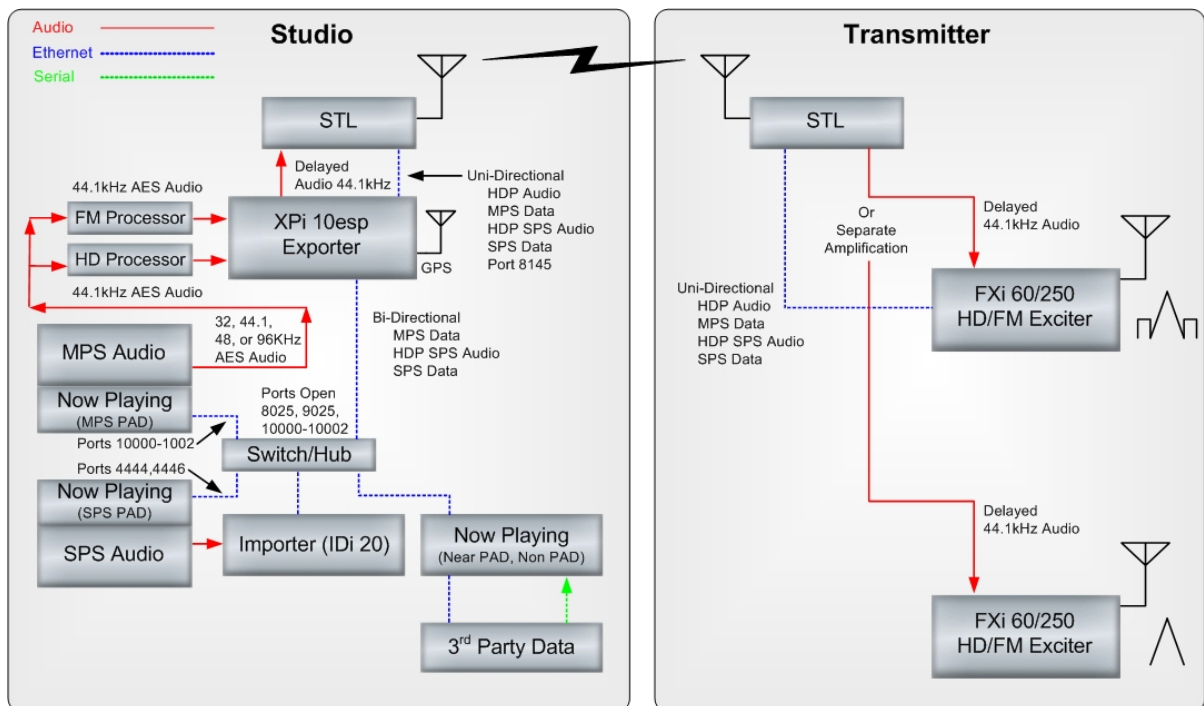 Audio
Ethernet
Serial
Studio
STL
Delayed
Audio 44.1kHz
Uni-Directional
HDP Audio
MPS Data
HDP SPS Audio
SPS Data
Port 8145
44.1kHz AES Audio
FM Processor
HD Processor
44.1kHz AES Audio
XPi 10esp
Exporter
GPS
32, 44.1,
48, or 96KHz
AES Audio
MPS Audio
Now Playing
(MPS PAD)
Ports 10000-1002
Bi-Directional
MPS Data
HDP SPS Audio
SPS Data
Ports Open
8025, 9025,
10000-10002
Switch/Hub
Ports 4444,4446
Now Playing
(SPS PAD)
SPS Audio
Importer (IDi 20)
Now Playing
(Near PAD, Non PAD)
3rd Party Data
Transmitter
STL
Or
Separate
Amplification
Delayed
44.1kHz Audio
Uni-Directional
HDP Audio
MPS Data
HDP SPS Audio
SPS Data
FXi 60/250
HD/FM Exciter
Delayed
44.1kHz Audio
FXi 60/250
HD/FM Exciter